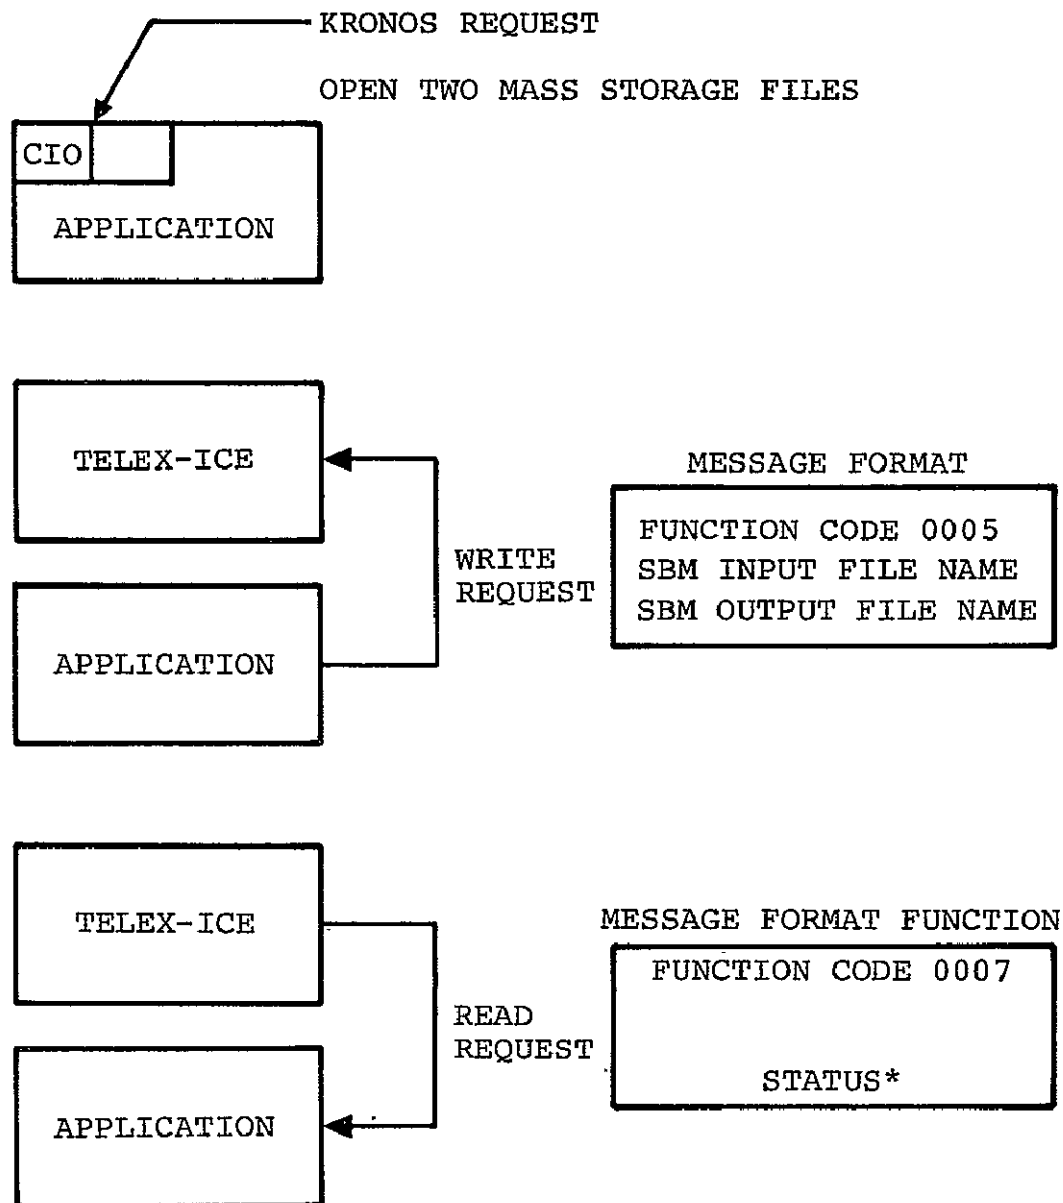 KRONOS REQUEST
OPEN TWO MASS STORAGE FILES
CIO
APPLICATION
TELEX-ICE
APPLICATION
WRITE
REQUEST
MESSAGE FORMAT
FUNCTION CODE 0005
SBM INPUT FILE NAME
SBM OUTPUT FILE NAME
TELEX-ICE
APPLICATION
READ
REQUEST
MESSAGE FORMAT FUNCTION
FUNCTION CODE 0007
STATUS*